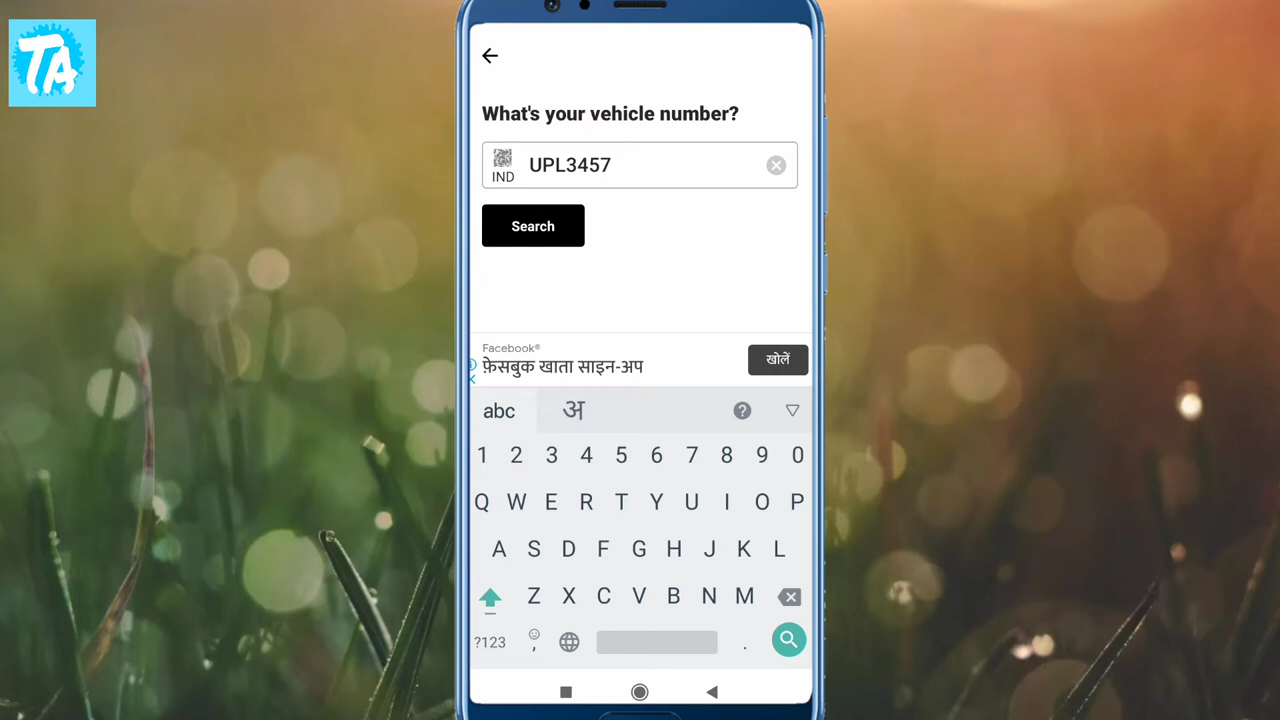 TA
What's your vehicle number?
IND
UPL3457
Search
Facebook®
फ़ेसबुक खाता साइन-अप
खोलें
abc
अ
?
1 2 3 4 5 6 7 8 9 0
Q W E R T Y U I O P
A S D F G H J K L
Z X C V B N M
?123 , .